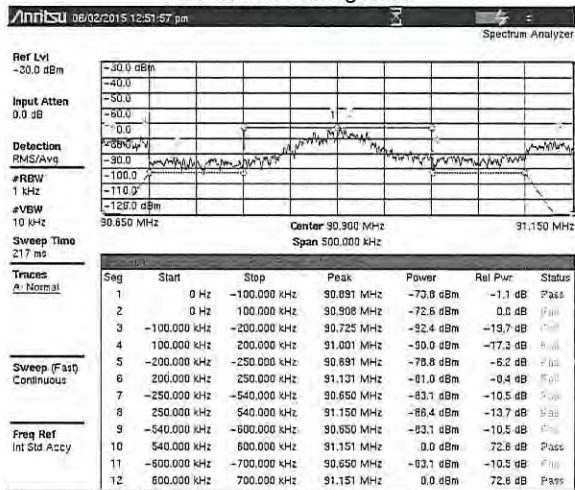 Anritsu 06/02/2015 12:51:57 pm
Spectrum Analyzer
Ref Lvl
-30.0 dBm
Input Atten
0.0 dB
Detection
RMS/Avg
#RBW
1 kHz
#VBW
10 kHz
Sweep Time
217 ms
Traces
A: Normal
Sweep (Fast)
Continuous
Freq Ref
Int Std Accy
-30.0 dBm
-40.0
-50.0
-60.0
-90.0
-100.0
-110.0
-120.0 dBm
1
90.650 MHz
Center 90.900 MHz
91.150 MHz
Span 500.000 kHz
Seg Start Stop Peak Power Rel Pwr Status
1 0 Hz -100.000 kHz 90.891 MHz -73.8 dBm -1.1 dB Pass
2 0 Hz 100.000 kHz 90.908 MHz -72.6 dBm 0.0 dB
3 -100.000 kHz -200.000 kHz 90.725 MHz -92.4 dBm -19.7 dB
4 100.000 kHz 200.000 kHz 91.001 MHz -90.0 dBm -17.3 dB
5 -200.000 kHz -250.000 kHz 90.691 MHz -78.8 dBm -6.2 dB
6 200.000 kHz 250.000 kHz 91.131 MHz -81.0 dBm -8.4 dB
7 -250.000 kHz -540.000 kHz 90.650 MHz -83.1 dBm -10.5 dB
8 250.000 kHz 540.000 kHz 91.150 MHz -86.4 dBm -13.7 dB
9 -540.000 kHz -600.000 kHz 90.650 MHz -83.1 dBm -10.5 dB
10 540.000 kHz 600.000 kHz 91.151 MHz 0.0 dBm 72.6 dB Pass
11 -600.000 kHz -700.000 kHz 90.650 MHz -83.1 dBm -10.5 dB
12 600.000 kHz 700.000 kHz 91.151 MHz 0.0 dBm 72.6 dB Pass